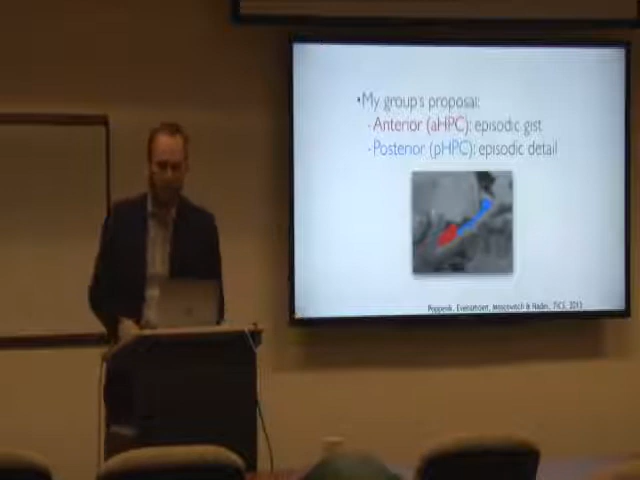 •My group's proposal:
-Anterior (aHPC): episodic gist
-Posterior (pHPC): episodic detail
Poppenk, Evensmoen, Moscovitch & Nadel, TiCS, 2013